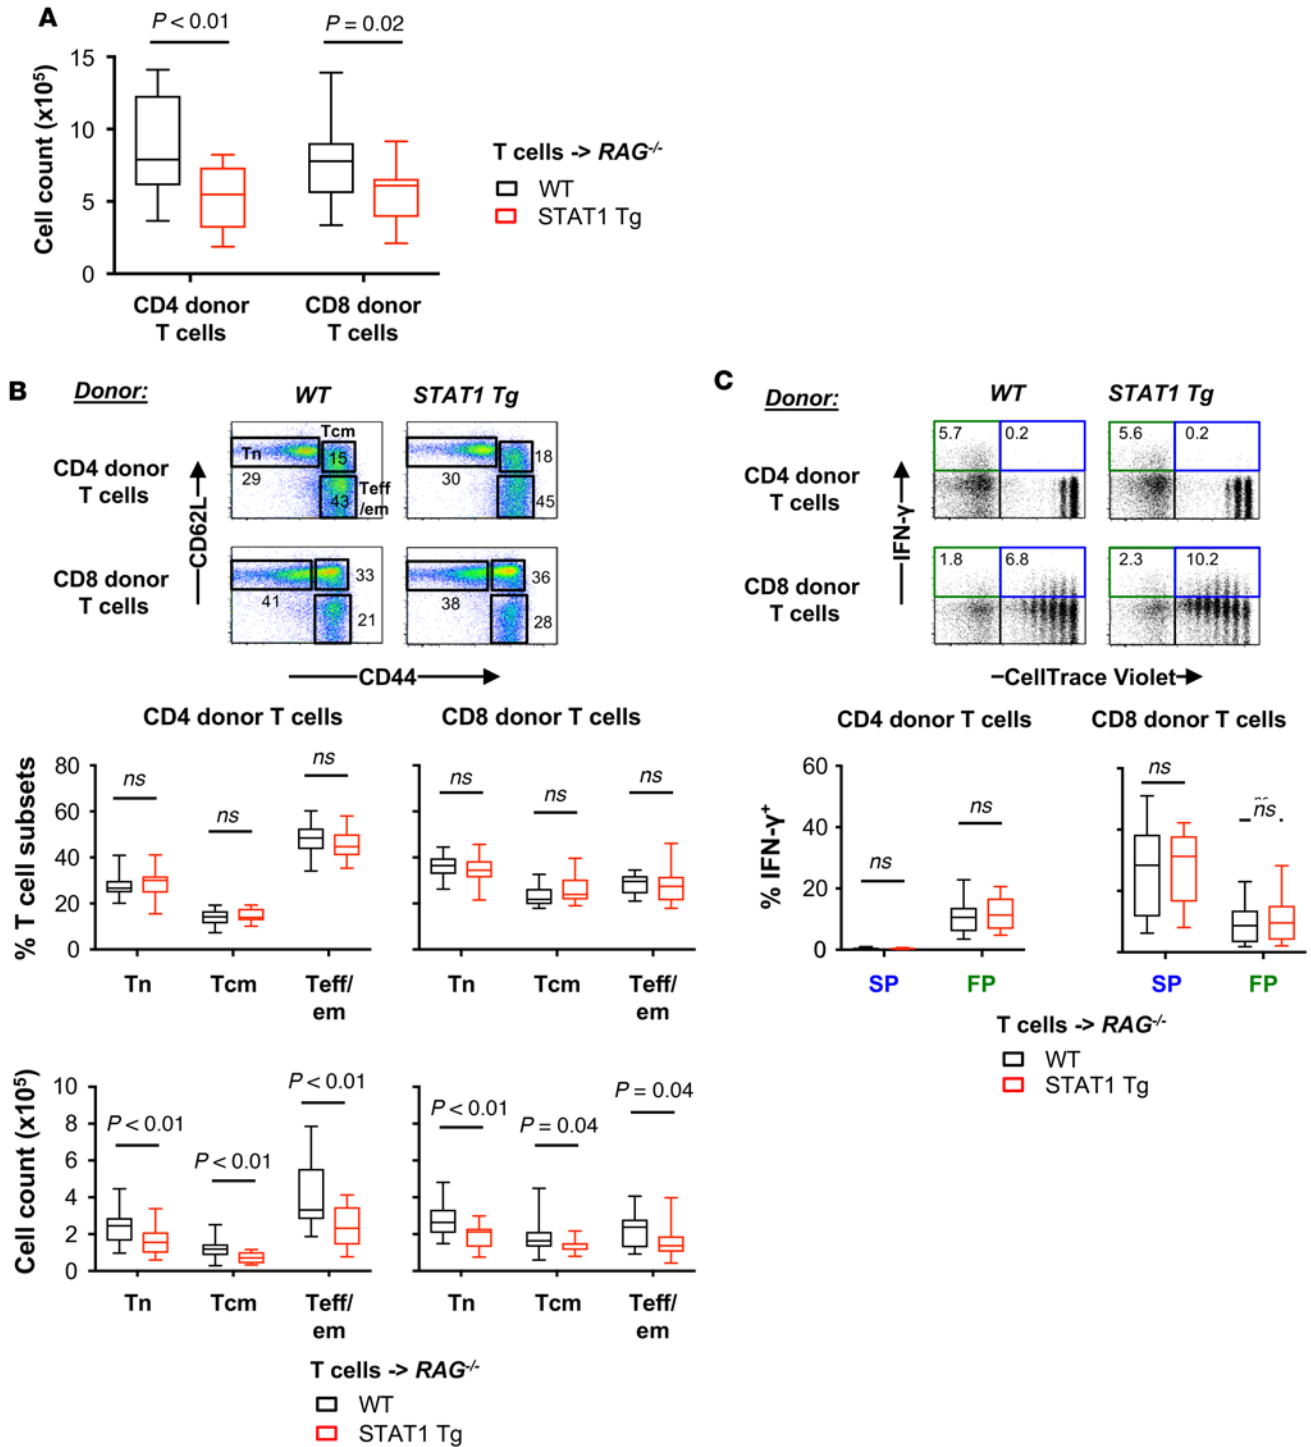 A
P < 0.01
P = 0.02
15
10
5
0
Cell count (x10⁵)
CD4 donor
T cells
CD8 donor
T cells
T cells -> RAG-/-
WT
STAT1 Tg
B
Donor:
WT
STAT1 Tg
CD4 donor
T cells
CD62L
Tn
29
Tcm
15
43
Teff
/em
30
18
45
CD8 donor
T cells
41
33
21
38
36
28
CD44
CD4 donor T cells
CD8 donor T cells
% T cell subsets
80
60
40
20
0
ns
ns
ns
ns
ns
ns
Tn
Tcm
Teff/
em
Tn
Tcm
Teff/
em
Cell count (x10⁵)
10
8
6
4
2
0
P < 0.01
P < 0.01
P < 0.01
P < 0.01
P = 0.04
P = 0.04
Tn
Tcm
Teff/
em
Tn
Tcm
Teff/
em
T cells -> RAG-/-
WT
STAT1 Tg
C
Donor:
WT
STAT1 Tg
CD4 donor
T cells
IFN-γ
5.7
0.2
5.6
0.2
CD8 donor
T cells
1.8
6.8
2.3
10.2
CellTrace Violet
CD4 donor T cells
CD8 donor T cells
% IFN-γ⁺
60
40
20
0
ns
ns
ns
ns
SP
FP
SP
FP
T cells -> RAG-/-
WT
STAT1 Tg